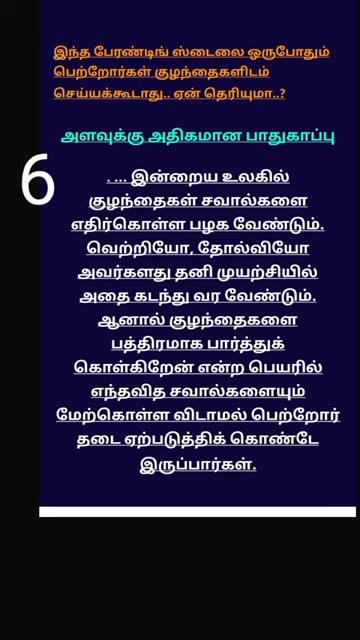 இந்த பேரண்டிங் ஸ்டைலை ஒருபோதும்
பெற்றோர்கள் குழந்தைகளிடம்
செய்யக்கூடாது.. ஏன் தெரியுமா..?
அளவுக்கு அதிகமான பாதுகாப்பு
6
. ... இன்றைய உலகில்
குழந்தைகள் சவால்களை
எதிர்கொள்ள பழக வேண்டும்.
வெற்றியோ, தோல்வியோ
அவர்களது தனி முயற்சியில்
அதை கடந்து வர வேண்டும்.
ஆனால் குழந்தைகளை
பத்திரமாக பார்த்துக்
கொள்கிறேன் என்ற பெயரில்
எந்தவித சவால்களையும்
மேற்கொள்ள விடாமல் பெற்றோர்
தடை ஏற்படுத்திக் கொண்டே
இருப்பார்கள்.